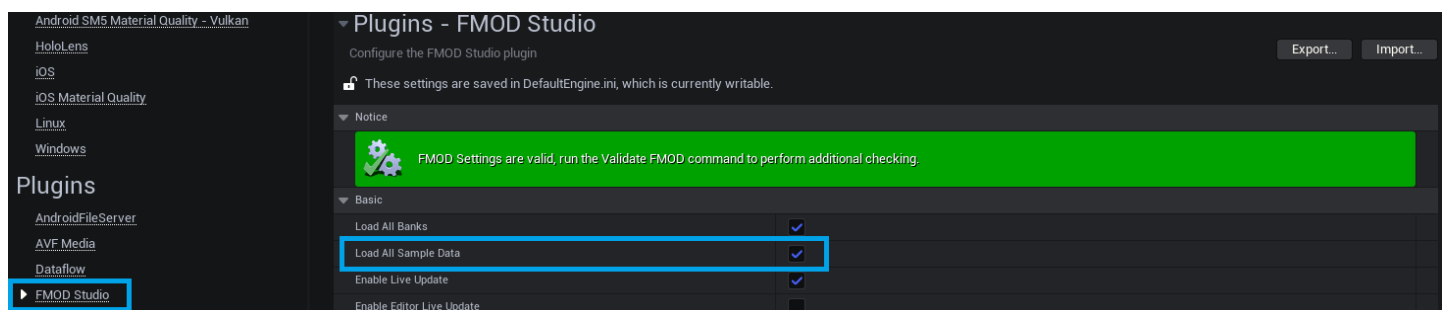 Android SM5 Material Quality - Vulkan
HoloLens
iOS
iOS Material Quality
Linux
Windows
Plugins
AndroidFileServer
AVF Media
Dataflow
FMOD Studio
Plugins - FMOD Studio
Configure the FMOD Studio plugin
Export...
Import...
These settings are saved in DefaultEngine.ini, which is currently writable.
Notice
FMOD Settings are valid, run the Validate FMOD command to perform additional checking.
Basic
Load All Banks
Load All Sample Data
Enable Live Update
Enable Editor Live Update